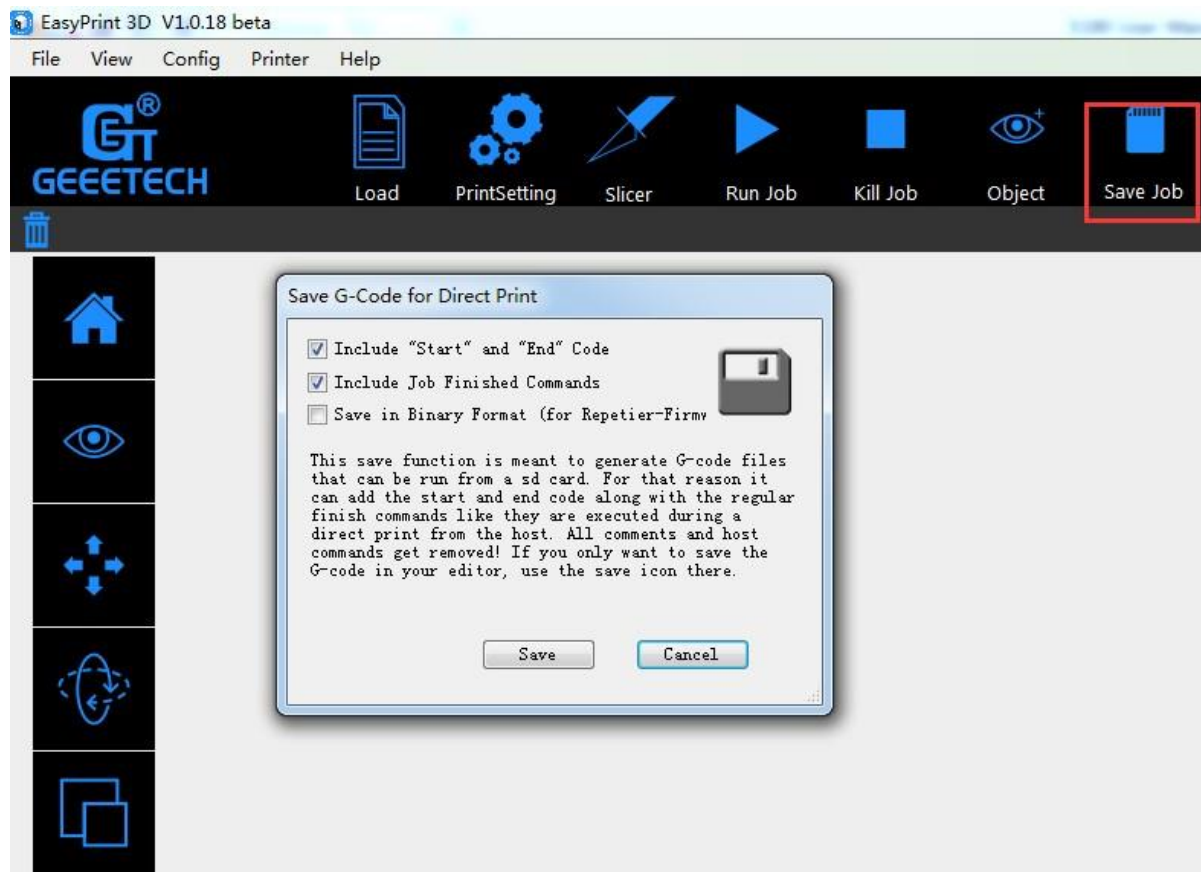 EasyPrint 3D V1.0.18 beta
File View Config Printer Help
GEEETECH
Load PrintSetting Slicer Run Job Kill Job Object Save Job
Save G-Code for Direct Print
Include "Start" and "End" Code
Include Job Finished Commands
Save in Binary Format (for Repetier-Firmw
This save function is meant to generate G-code files
that can be run from a sd card. For that reason it
can add the start and end code along with the regular
finish commands like they are executed during a
direct print from the host. All comments and host
commands get removed! If you only want to save the
G-code in your editor, use the save icon there.
Save Cancel